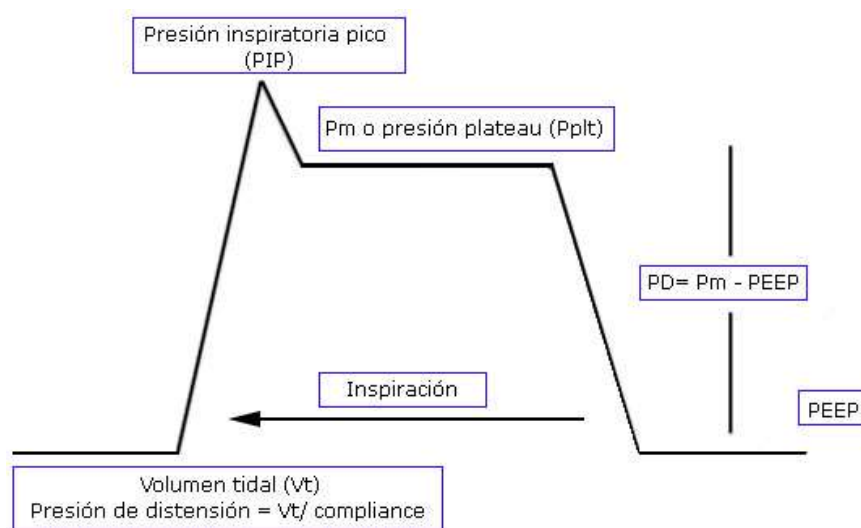 Presión inspiratoria pico
(PIP)
Pm o presión plateau (Pplt)
PD= Pm - PEEP
Inspiración
PEEP
Volumen tidal (Vt)
Presión de distensión = Vt/ compliance